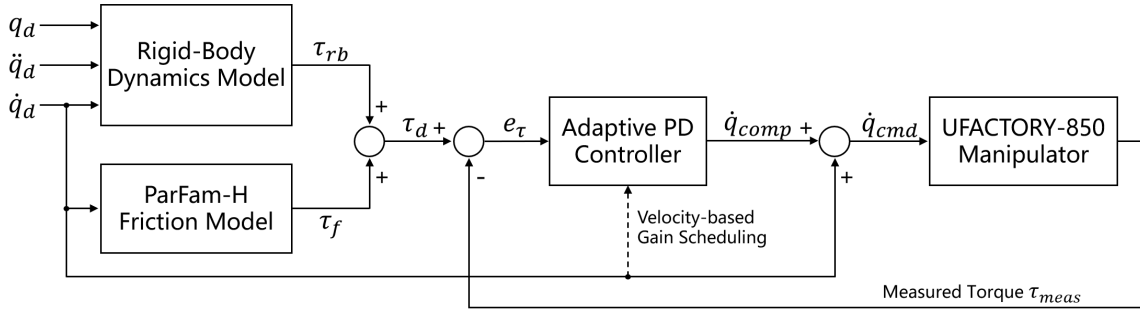 q_d
q̈_d
q̇_d
Rigid-Body
Dynamics Model
τ_rb
+
ParFam-H
Friction Model
τ_f
+
τ_d +
-
e_τ
Adaptive PD
Controller
Velocity-based
Gain Scheduling
q̇_comp +
+
q̇_cmd
UFACTORY-850
Manipulator
Measured Torque τ_meas